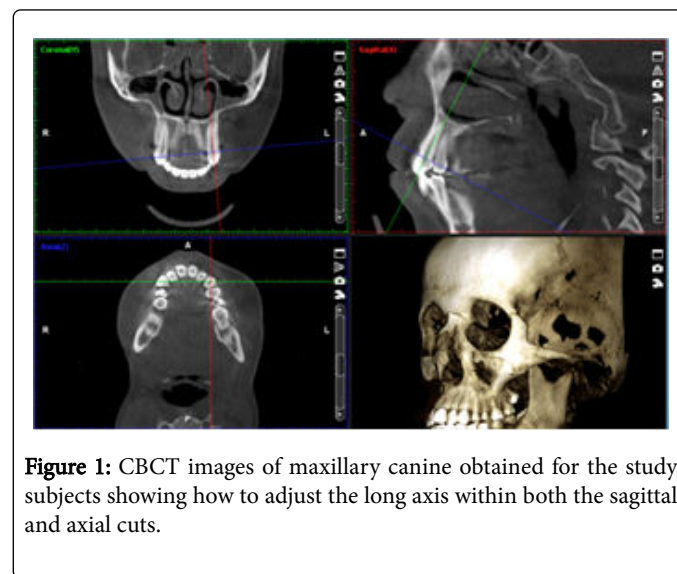 Coronal(Y)
Sagittal(X)
R
L
A
P
Axial(Z)
A
R
L
P
Figure 1: CBCT images of maxillary canine obtained for the study
subjects showing how to adjust the long axis within both the sagittal
and axial cuts.